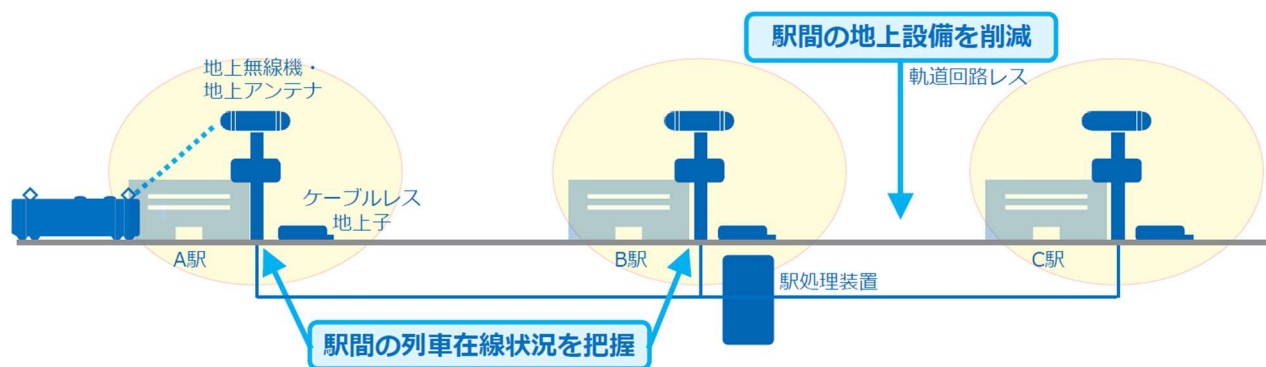 駅間の地上設備を削減
軌道回路レス
地上無線機・
地上アンテナ
ケーブルレス
地上子
A駅
B駅
C駅
駅処理装置
駅間の列車在線状況を把握